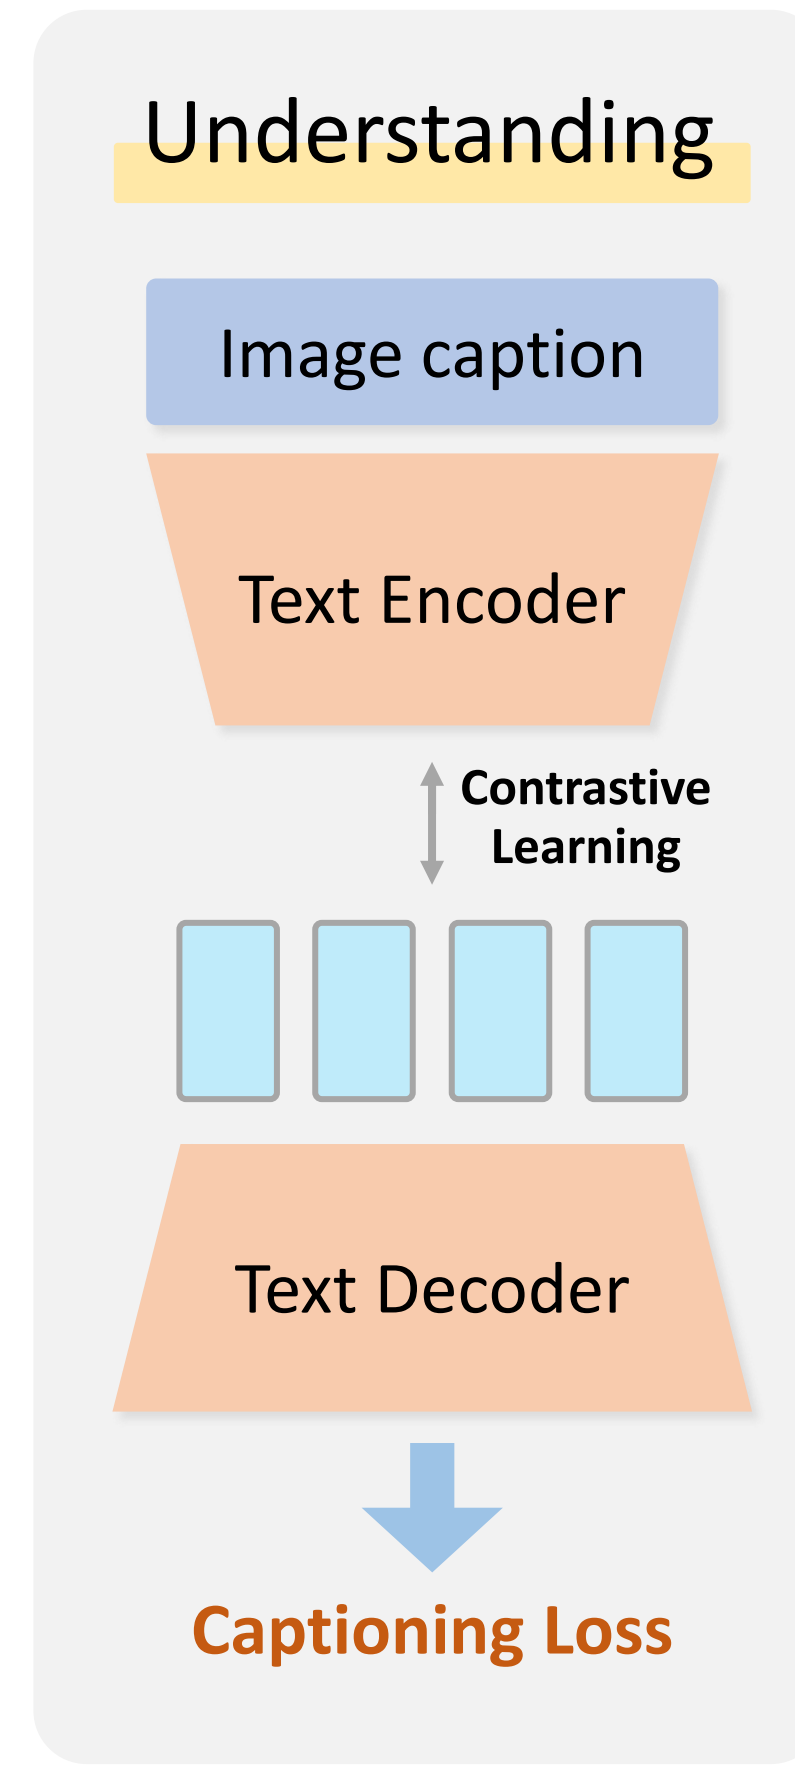 Understanding
Image caption
Text Encoder
Contrastive
Learning
Text Decoder
Captioning Loss